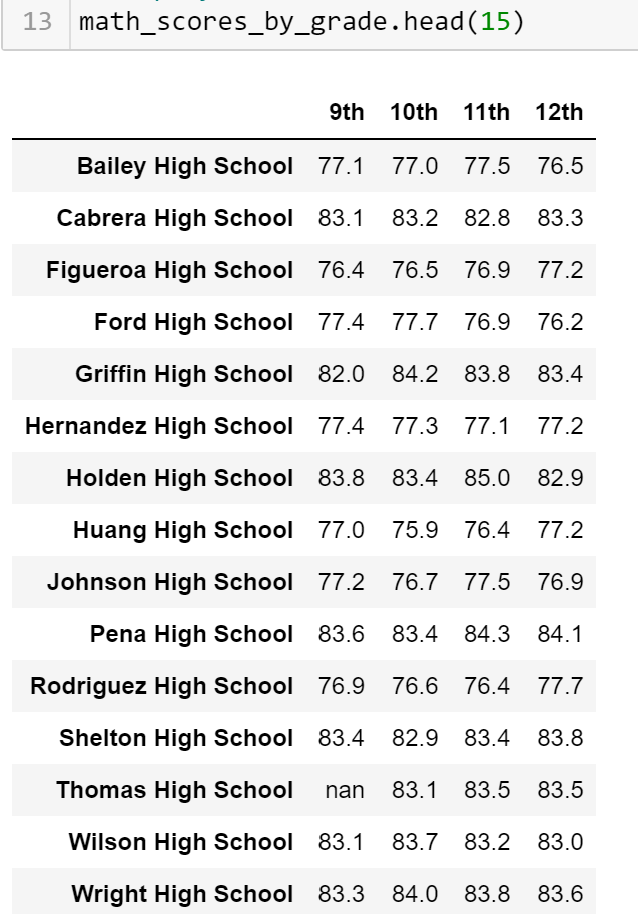 13 math_scores_by_grade.head(15)
9th 10th 11th 12th
Bailey High School 77.1 77.0 77.5 76.5
Cabrera High School 83.1 83.2 82.8 83.3
Figueroa High School 76.4 76.5 76.9 77.2
Ford High School 77.4 77.7 76.9 76.2
Griffin High School 82.0 84.2 83.8 83.4
Hernandez High School 77.4 77.3 77.1 77.2
Holden High School 83.8 83.4 85.0 82.9
Huang High School 77.0 75.9 76.4 77.2
Johnson High School 77.2 76.7 77.5 76.9
Pena High School 83.6 83.4 84.3 84.1
Rodriguez High School 76.9 76.6 76.4 77.7
Shelton High School 83.4 82.9 83.4 83.8
Thomas High School nan 83.1 83.5 83.5
Wilson High School 83.1 83.7 83.2 83.0
Wright High School 83.3 84.0 83.8 83.6